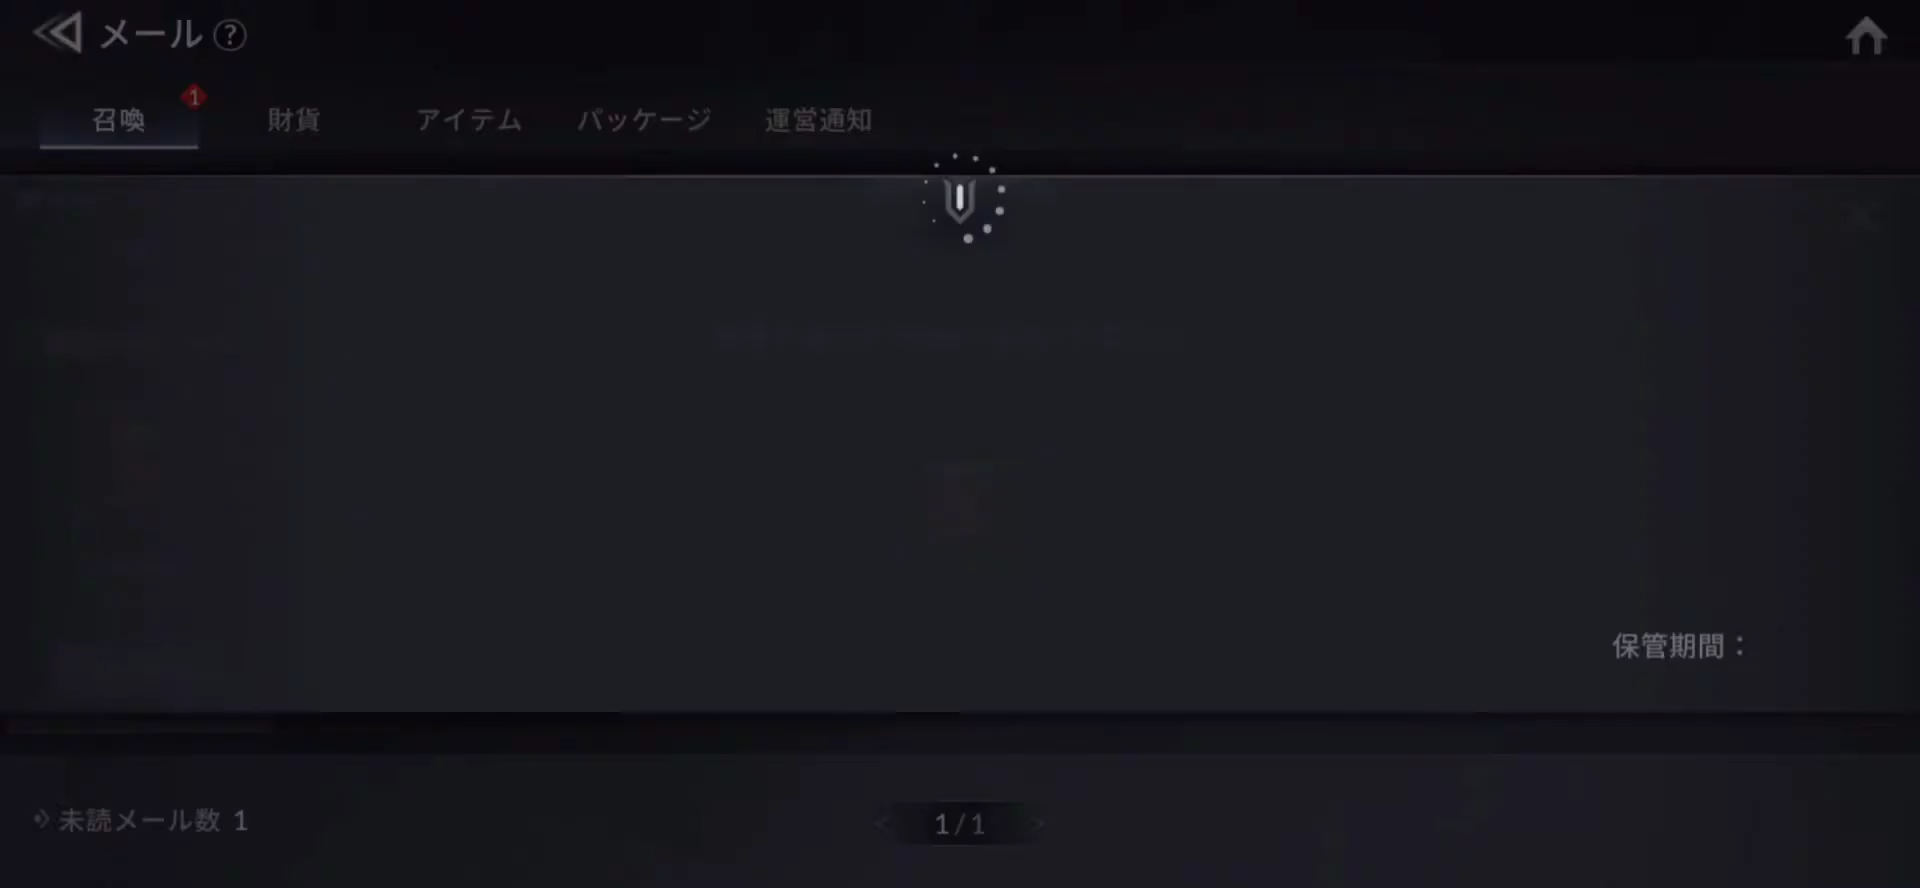 メール ?
召喚 1 財貨 アイテム パッケージ 運営通知
保管期間：
未読メール数 1
1/1